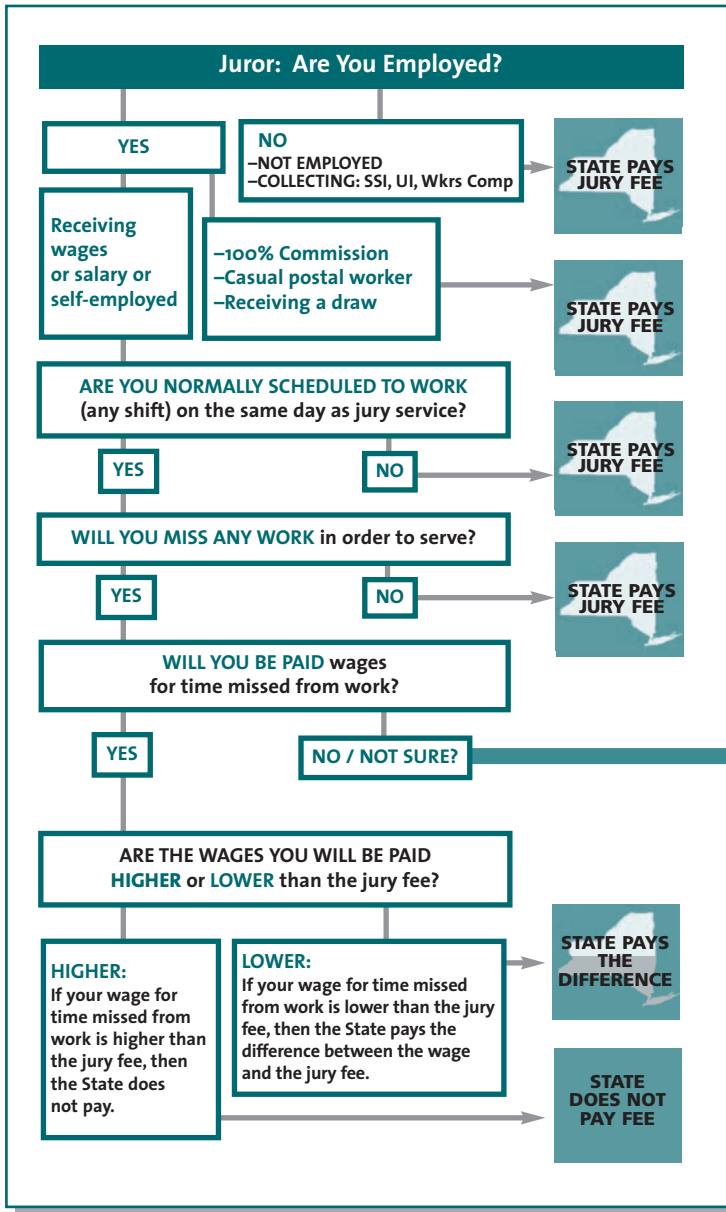 Juror: Are You Employed?
YES
NO
–NOT EMPLOYED
–COLLECTING: SSI, UI, Wkrs Comp
STATE PAYS
JURY FEE
Receiving
wages
or salary or
self-employed
–100% Commission
–Casual postal worker
–Receiving a draw
STATE PAYS
JURY FEE
ARE YOU NORMALLY SCHEDULED TO WORK
(any shift) on the same day as jury service?
YES
NO
STATE PAYS
JURY FEE
WILL YOU MISS ANY WORK in order to serve?
YES
NO
STATE PAYS
JURY FEE
WILL YOU BE PAID wages
for time missed from work?
YES
NO / NOT SURE?
ARE THE WAGES YOU WILL BE PAID
HIGHER or LOWER than the jury fee?
HIGHER:
If your wage for
time missed from
work is higher than
the jury fee, then
the State does
not pay.
LOWER:
If your wage for time missed
from work is lower than the jury
fee, then the State pays the
difference between the wage
and the jury fee.
STATE PAYS
THE
DIFFERENCE
STATE
DOES NOT
PAY FEE